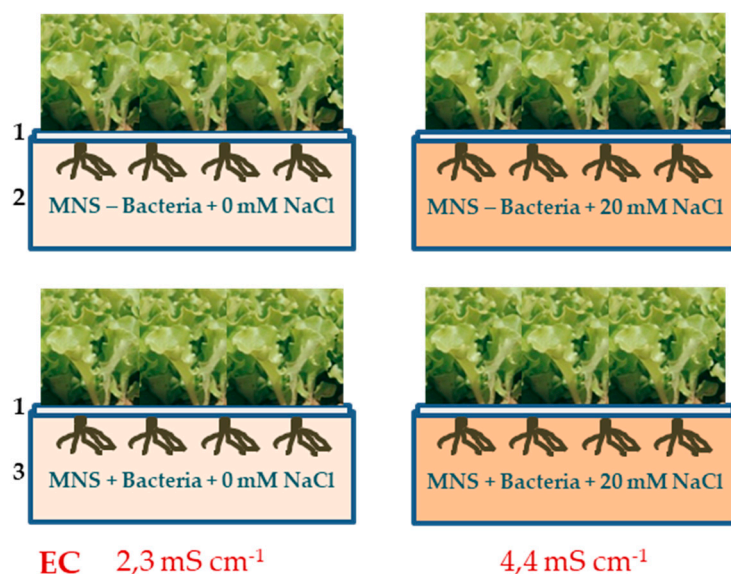 1
2
MNS – Bacteria + 0 mM NaCl
MNS – Bacteria + 20 mM NaCl
1
3
MNS + Bacteria + 0 mM NaCl
MNS + Bacteria + 20 mM NaCl
EC 2,3 mS cm⁻¹ 4,4 mS cm⁻¹